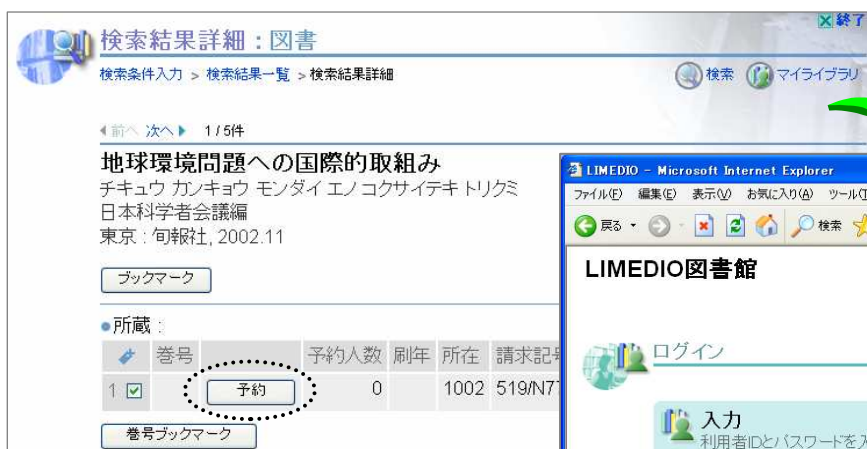 終了
検索結果詳細：図書
検索条件入力 > 検索結果一覧 > 検索結果詳細
検索 マイライブラリ
前へ 次へ 1 / 5件
地球環境問題への国際的取組み
チキュウ カンキョウ モンダイ エノ コクサイテキ トリクミ
日本科学者会議編
東京 : 旬報社, 2002.11
ブックマーク
所蔵 :
巻号 予約人数 刷年 所在 請求記号
1 予約 0 1002 519/N77
巻号ブックマーク
LIMEDIO - Microsoft Internet Explorer
ファイル(F) 編集(E) 表示(V) お気に入り(A) ツール(T
戻る 検索
LIMEDIO図書館
ログイン
入力
利用者IDとパスワードを入